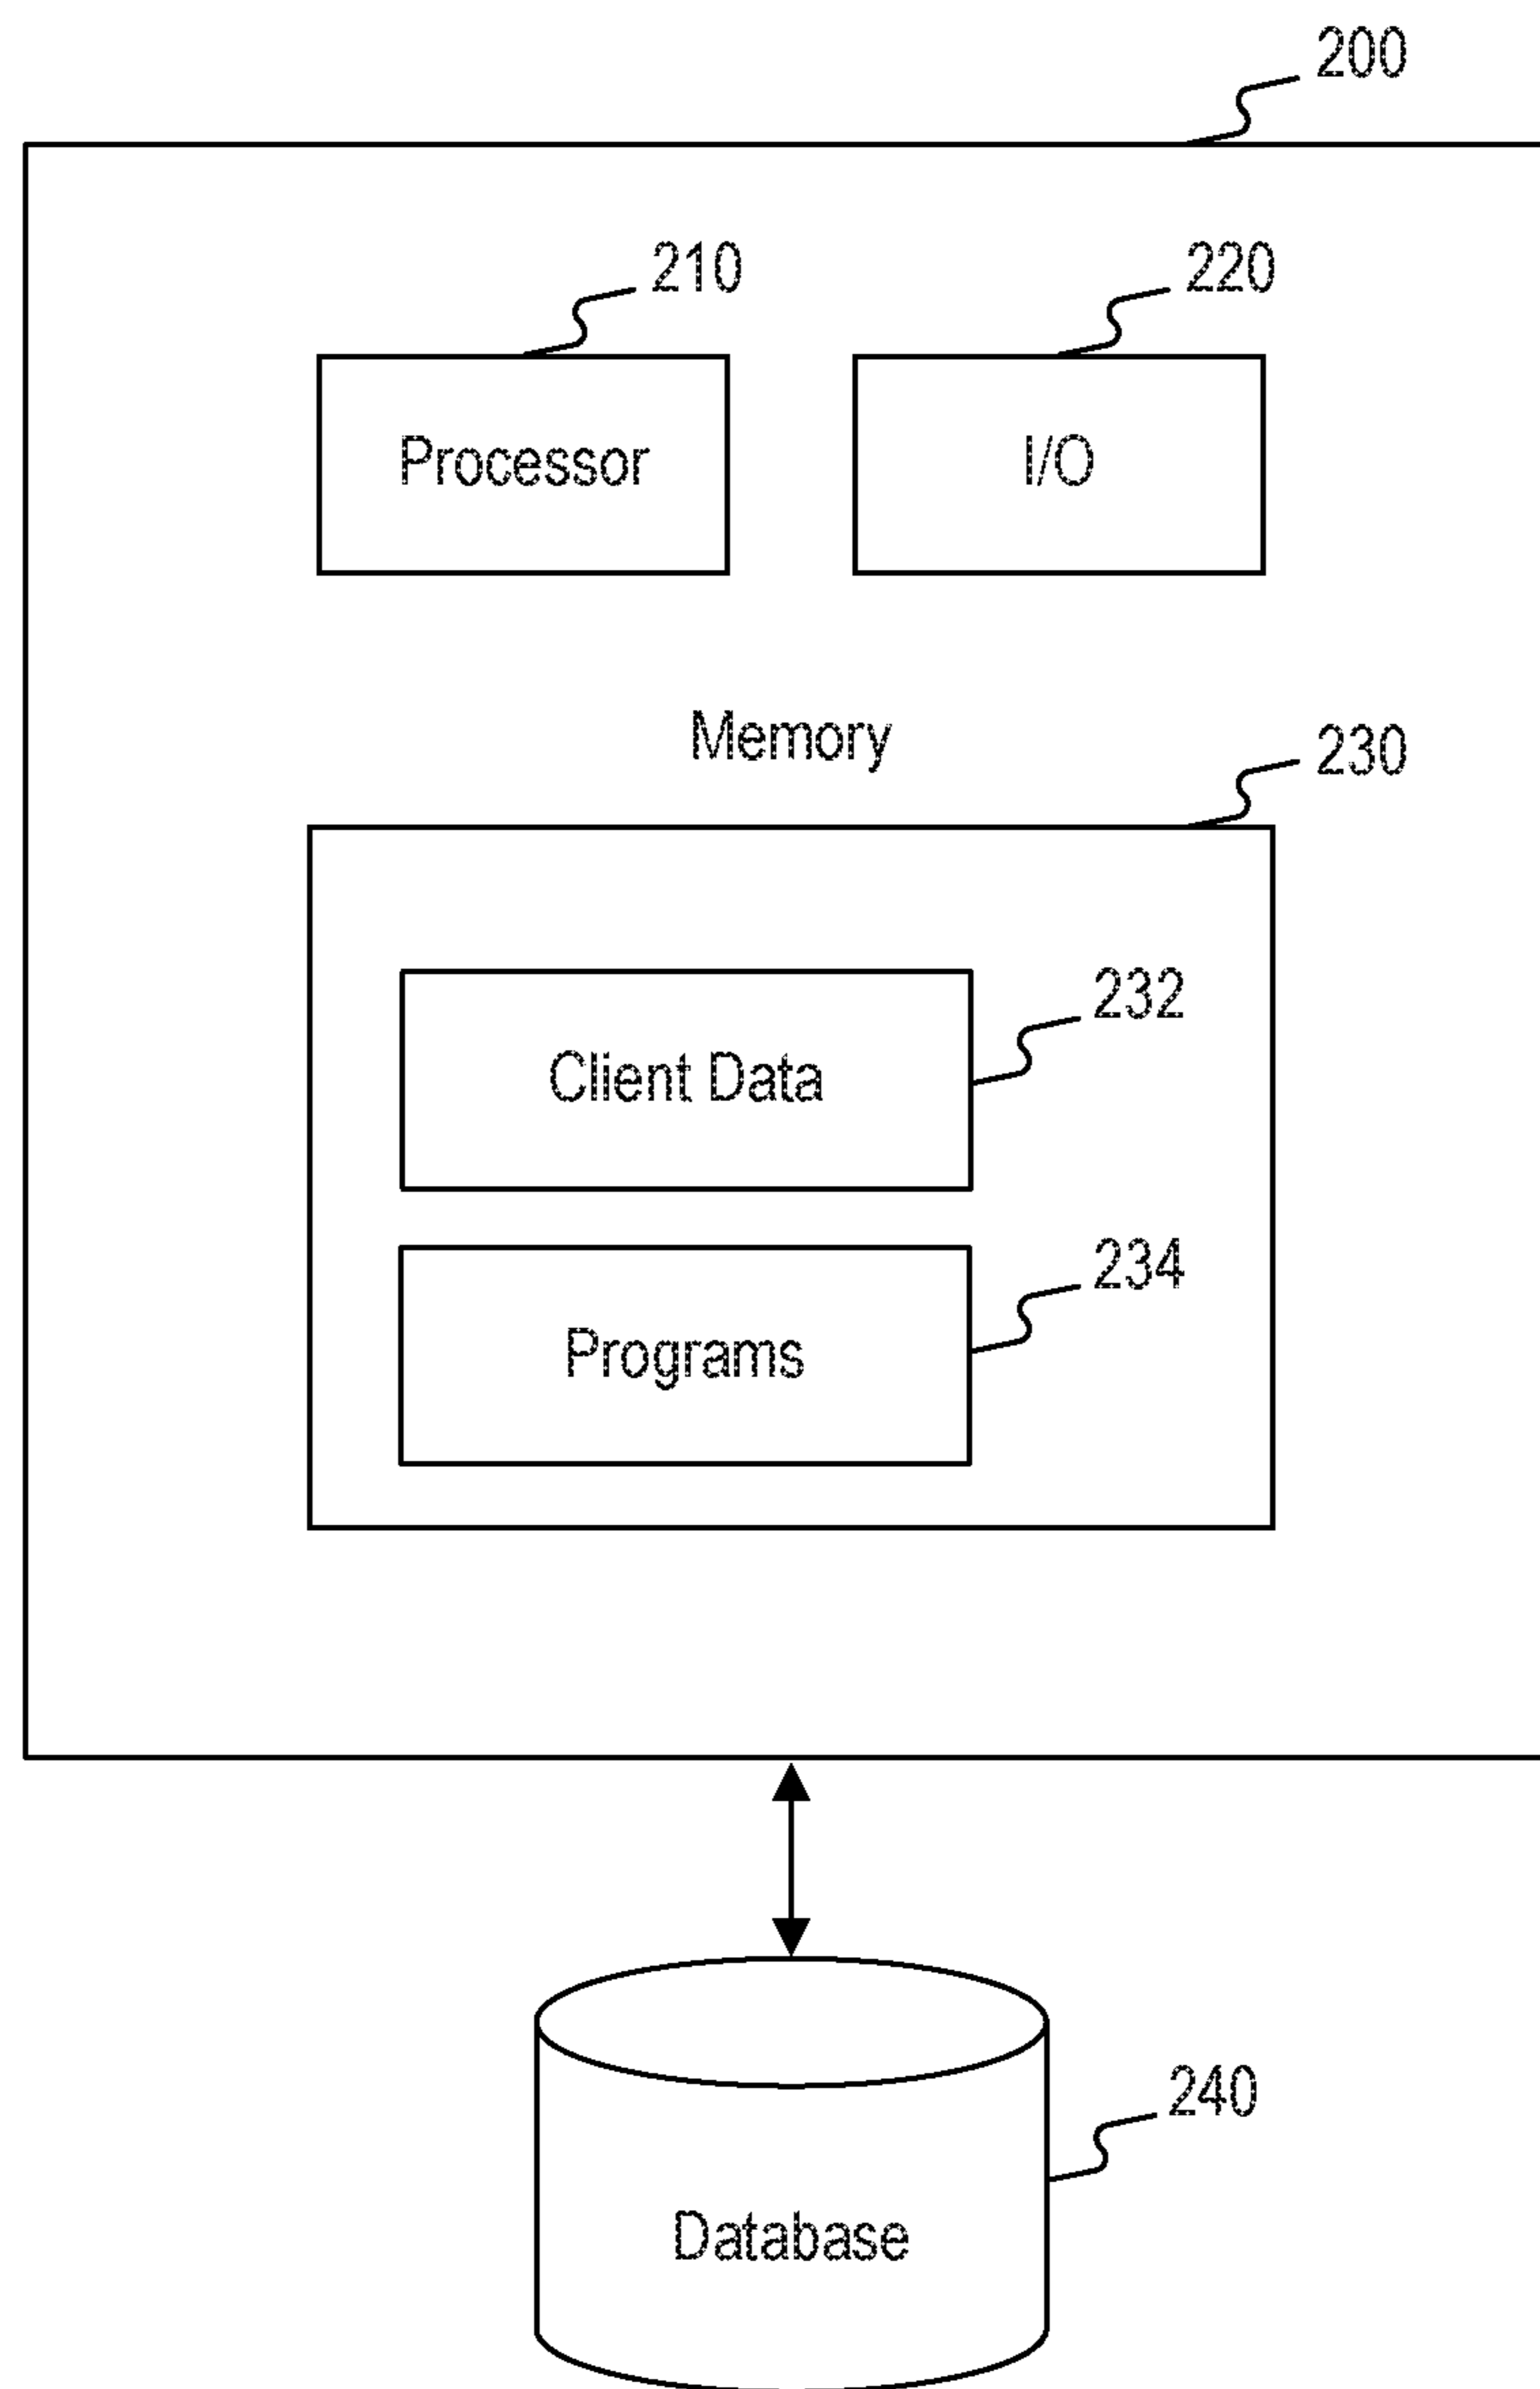 200
210
220
Processor
I/O
Memory
230
232
Client Data
234
Programs
240
Database